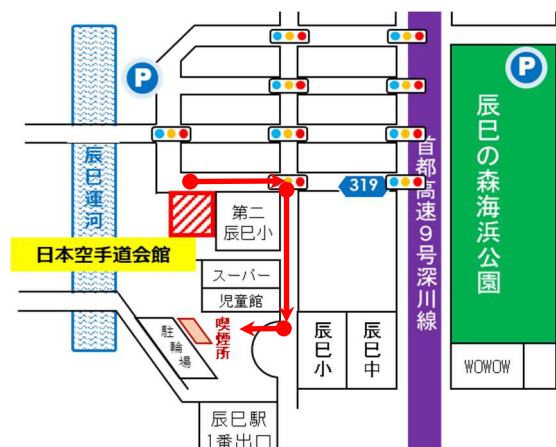 P
P
辰巳運河
首都高速9号深川線
辰巳の森海浜公園
319
第二
辰巳小
日本空手道会館
スーパー
児童館
喫煙所
駐輪場
辰巳小
辰巳中
WOWOW
辰巳駅
1番出口